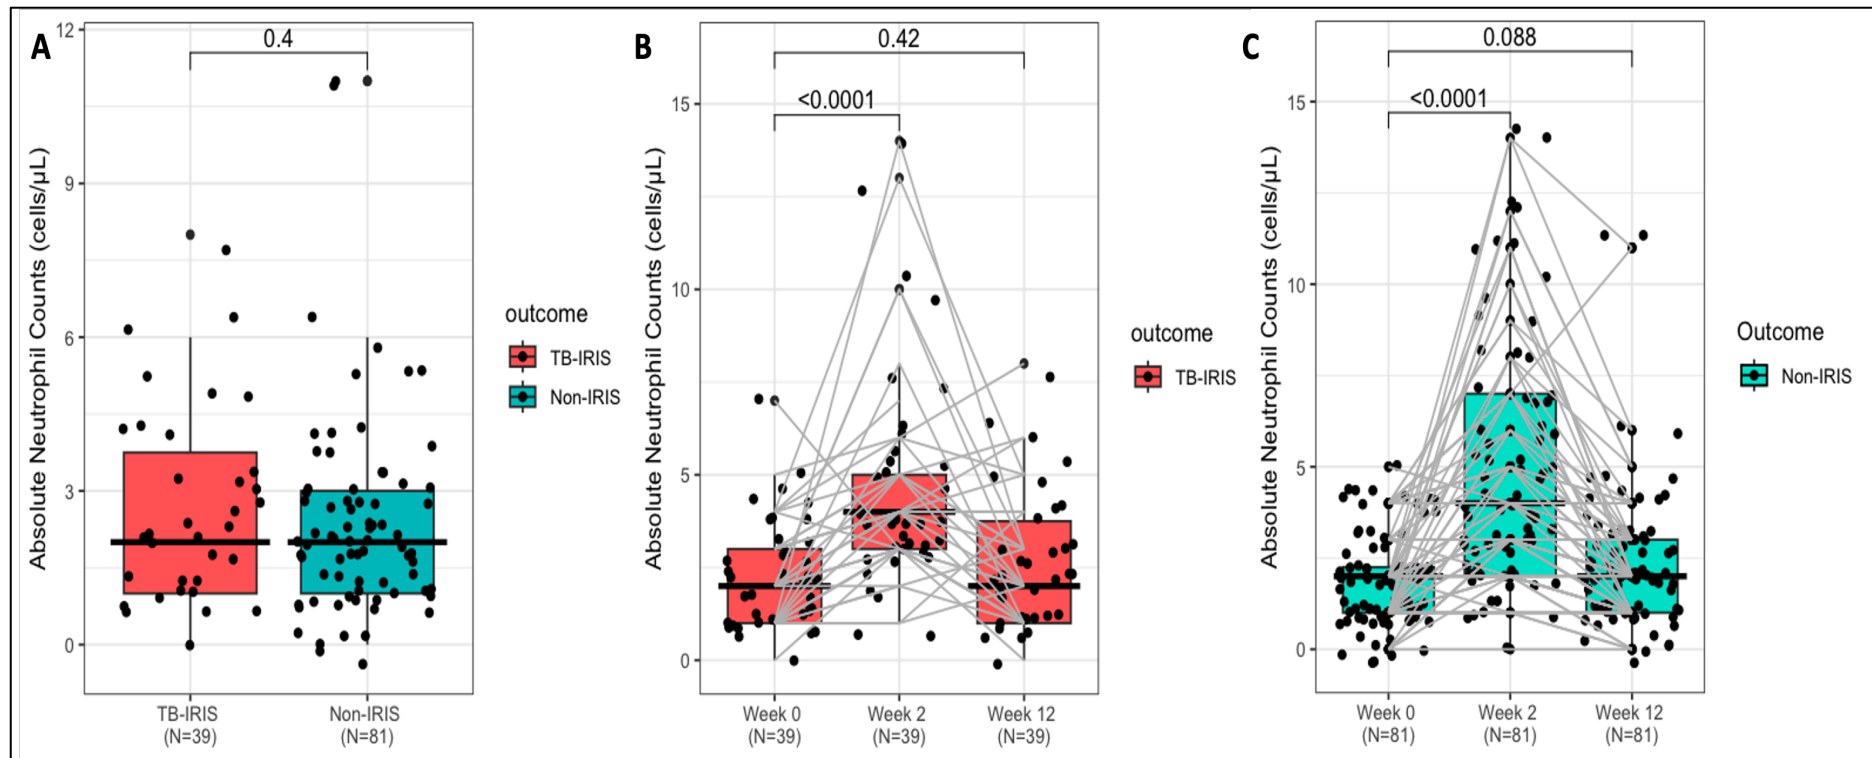 A
Absolute Neutrophil Counts (cells/µL)
12
9
6
3
0
0.4
TB-IRIS
(N=39)
Non-IRIS
(N=81)
outcome
TB-IRIS
Non-IRIS
B
Absolute Neutrophil Counts (cells/µL)
15
10
5
0
0.42
<0.0001
Week 0
(N=39)
Week 2
(N=39)
Week 12
(N=39)
outcome
TB-IRIS
C
Absolute Neutrophil Counts (cells/µL)
15
10
5
0
0.088
<0.0001
Week 0
(N=81)
Week 2
(N=81)
Week 12
(N=81)
Outcome
Non-IRIS